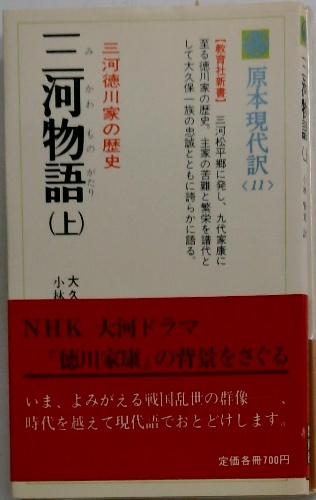 原本現代訳
〈11〉
【教育社新書】 三河松平郷に発し、九代家康に
至る徳川家の歴史。主家の苦難と繁栄を譜代と
して大久保一族の忠誠とともに誇らかに語る。
三河徳川家の歴史
みかわものがたり
三河物語(上)
大久
小林
NHK 大河ドラマ
「徳川家康」の背景をさぐる
いま、よみがえる戦国乱世の群像――、
時代を越えて現代語でおとどけします。
定価各冊700円
三河物語(上)